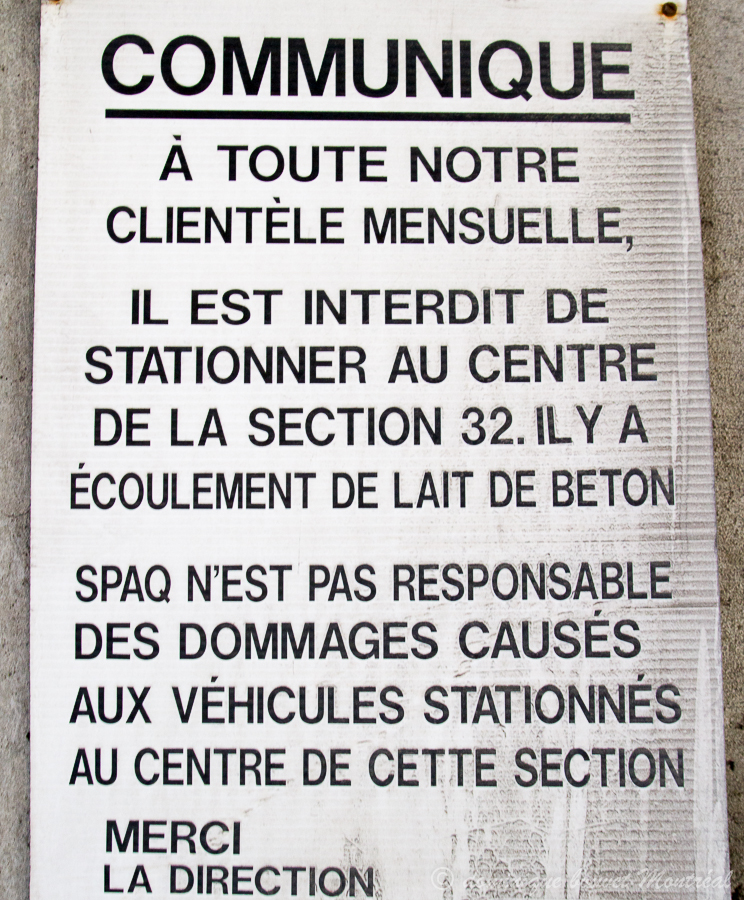 COMMUNIQUE
À TOUTE NOTRE
CLIENTÈLE MENSUELLE,
IL EST INTERDIT DE
STATIONNER AU CENTRE
DE LA SECTION 32. IL Y A
ÉCOULEMENT DE LAIT DE BETON
SPAQ N'EST PAS RESPONSABLE
DES DOMMAGES CAUSÉS
AUX VÉHICULES STATIONNÉS
AU CENTRE DE CETTE SECTION
MERCI
LA DIRECTION
Montréal